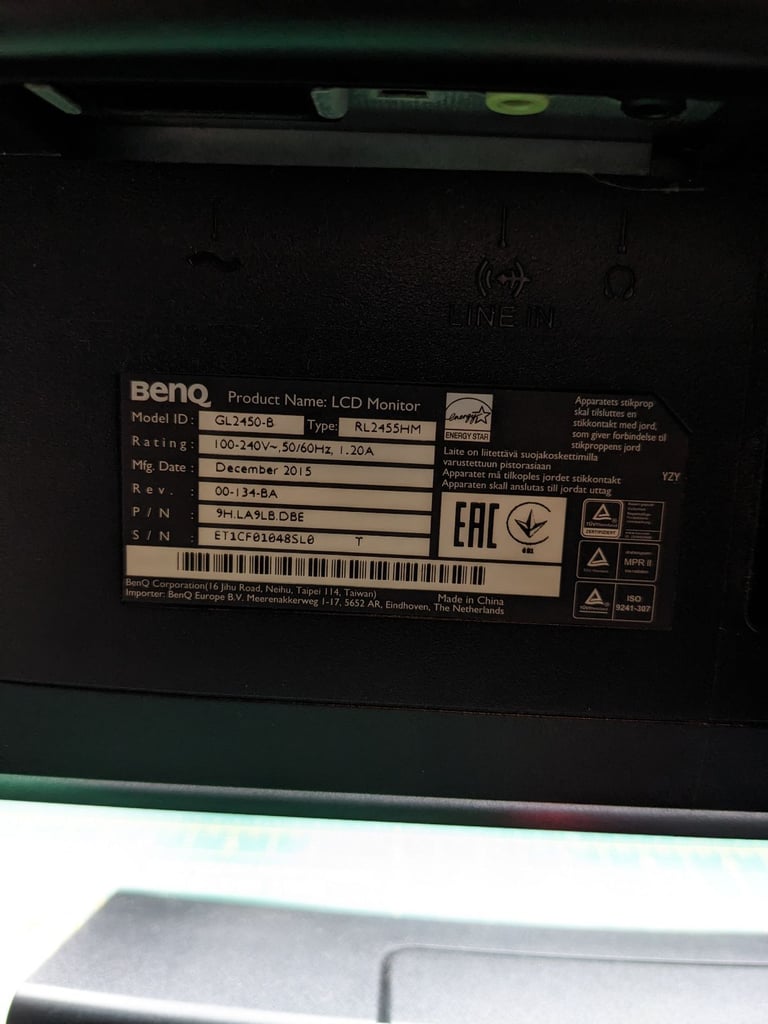 LINE IN
BenQ Product Name: LCD Monitor
Model ID: GL2450-B Type: RL2455HM
Rating: 100-240V~,50/60Hz, 1.20A
Mfg. Date: December 2015
Rev. : 00-134-BA
P/N : 9H.LA9LB.DBE
S/N : ET1CF01048SL0 T
BenQ Corporation(16 Jihu Road, Neihu, Taipei 114, Taiwan)
Made in China
Importer: BenQ Europe B.V. Meerenakkerweg 1-17, 5652 AR, Eindhoven, The Netherlands
energy
ENERGY STAR
Apparatets stikprop
skal tilsluttes en
stikkontakt med jord,
som giver forbindelse til
stikproppens jord
Laite on liitettävä suojakoskettimilla
varustettuun pistorasiaan
Apparatet må tilkoples jordet stikkontakt
Apparaten skall anslutas till jordat uttag
YZY
EAC
MPR II
ISO
9241-307